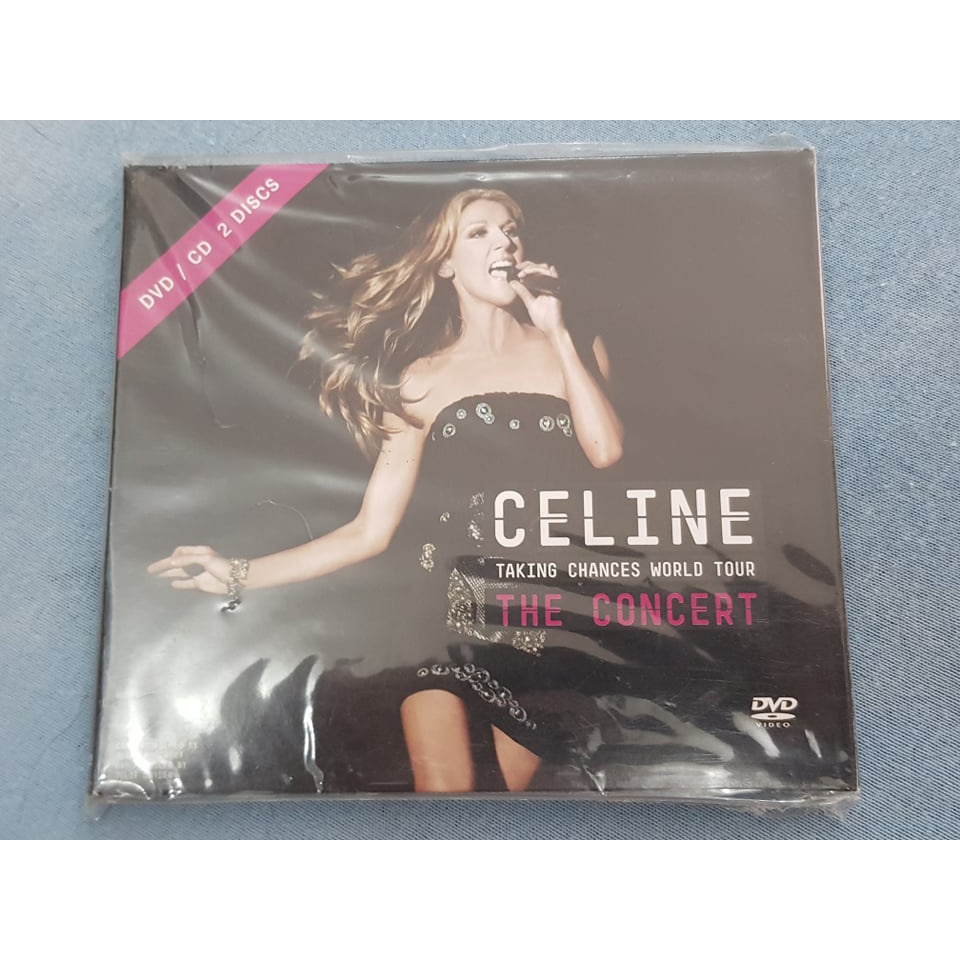 DVD / CD 2 DISCS
CELINE
TAKING CHANCES WORLD TOUR
THE CONCERT
DVD
VIDEO